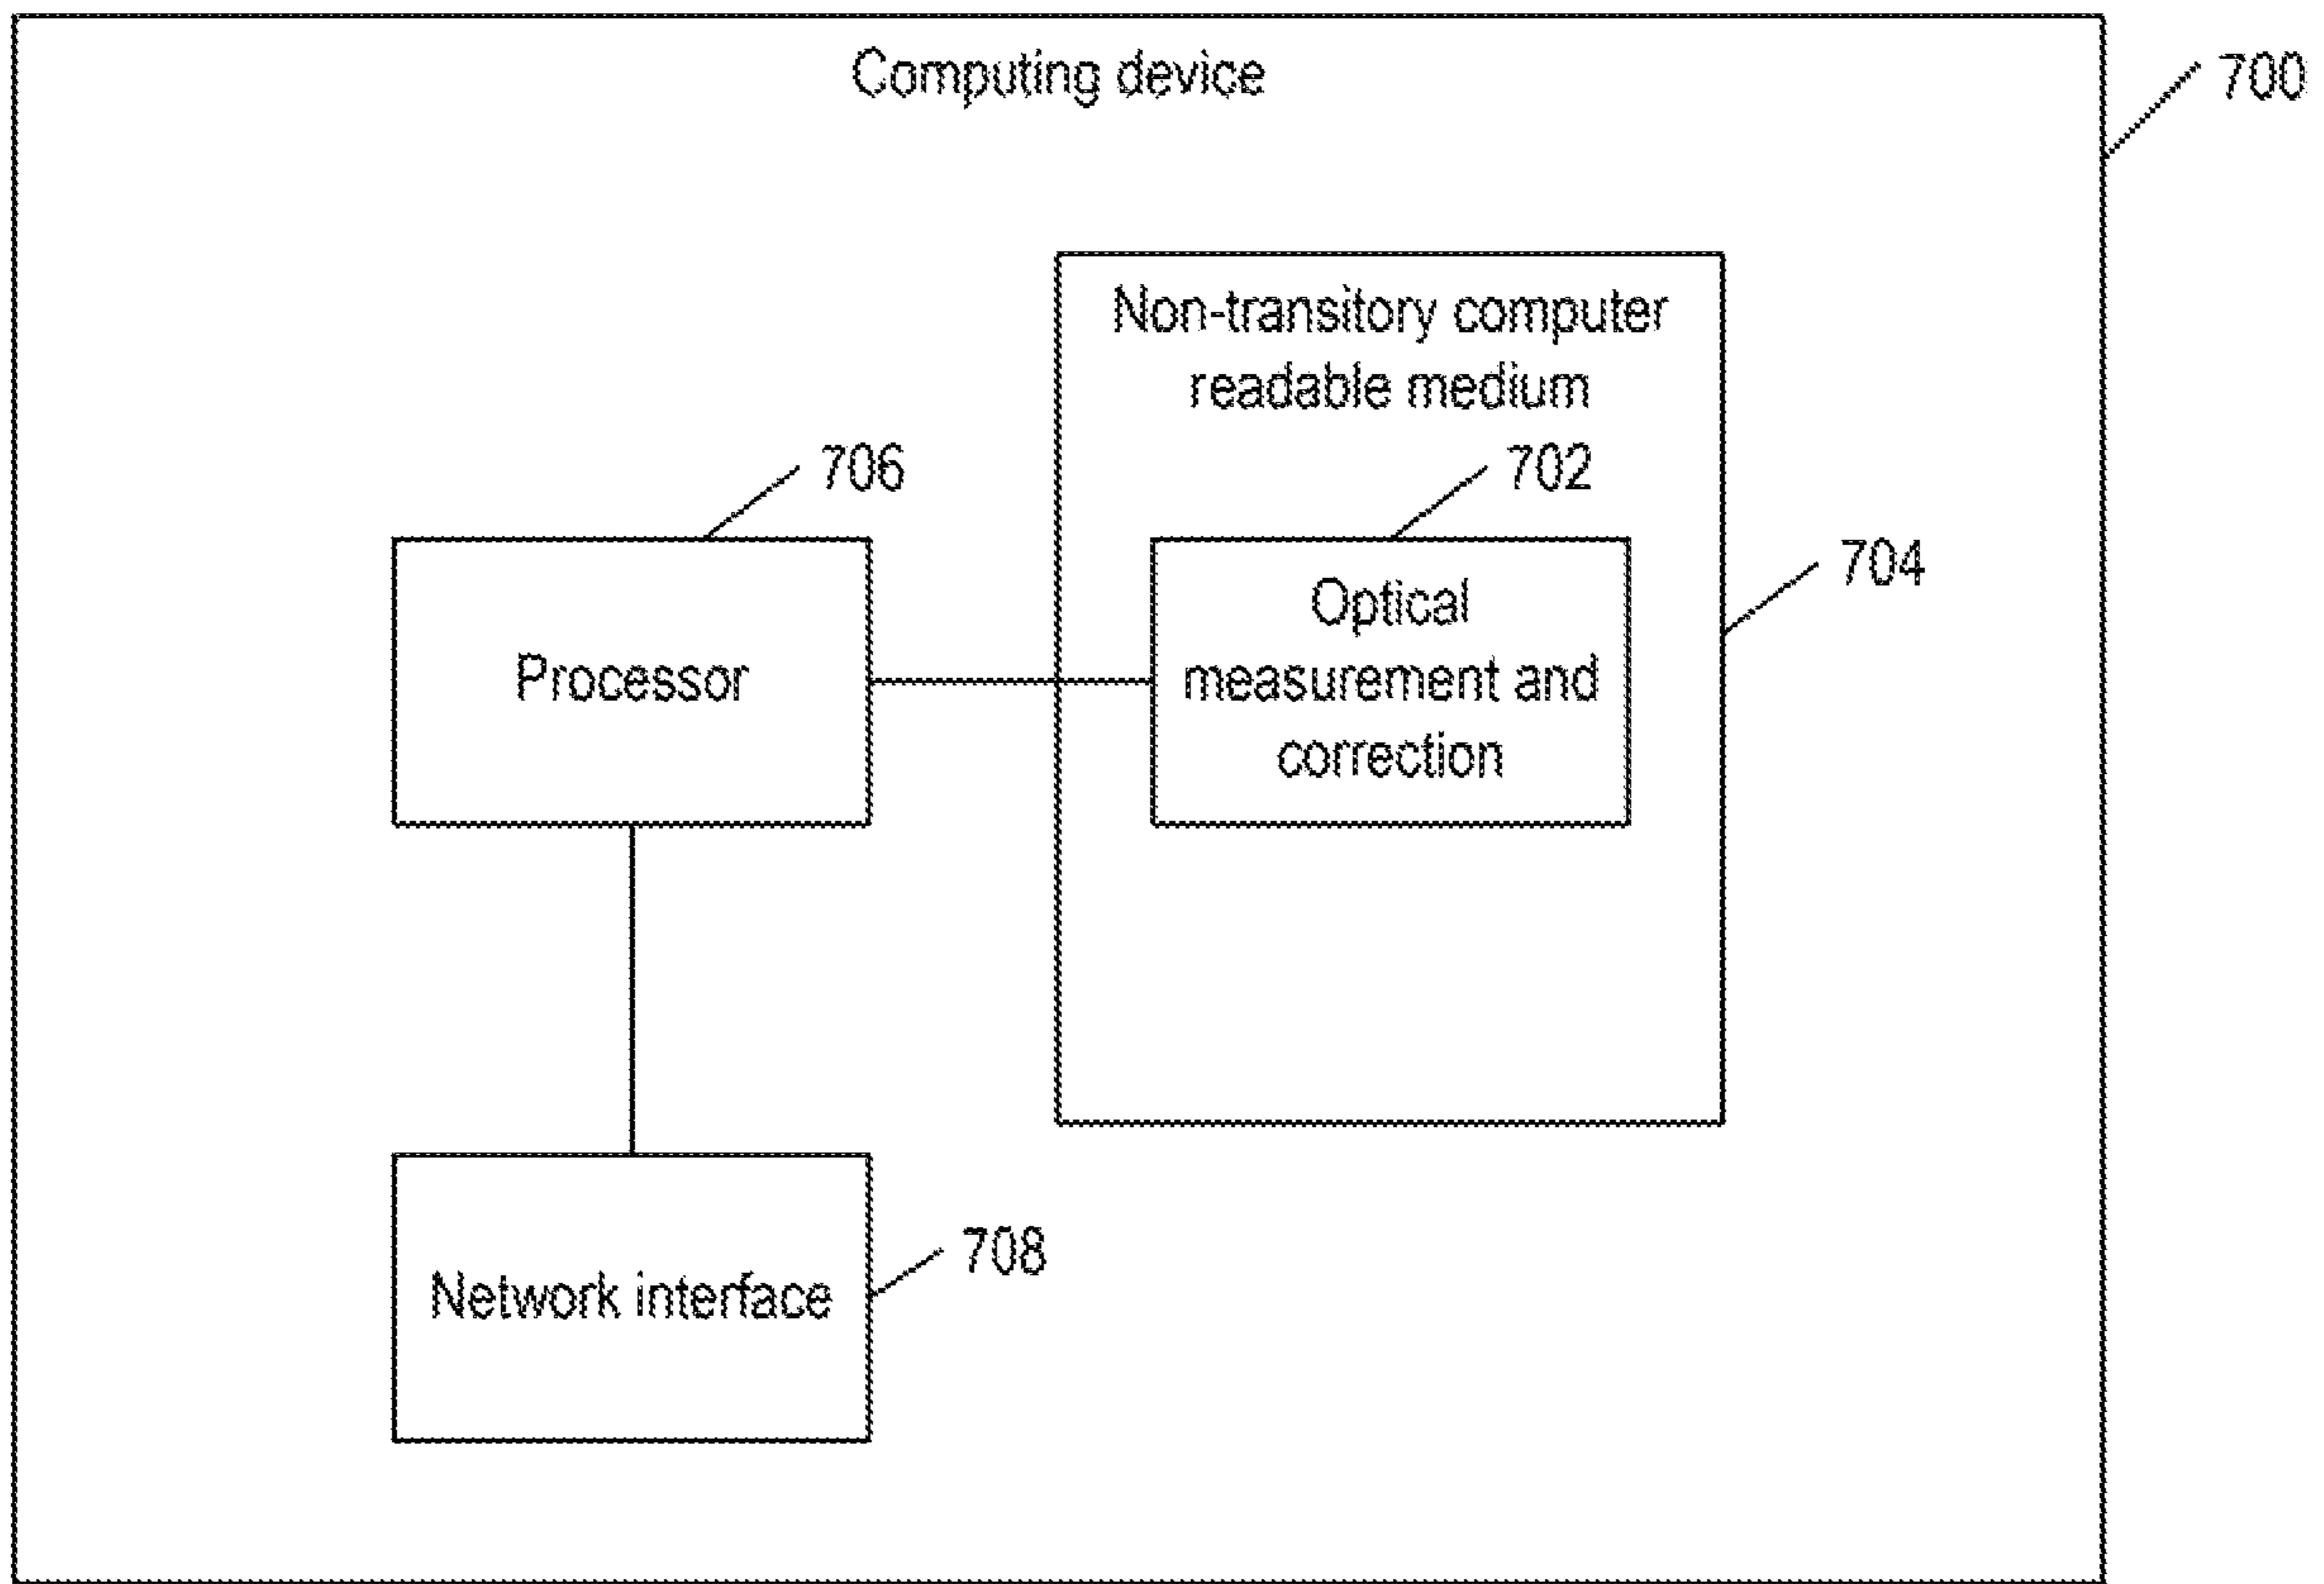 Computing device
700
Non-transitory computer
readable medium
706
702
704
Processor
Optical
measurement and
correction
Network interface
708